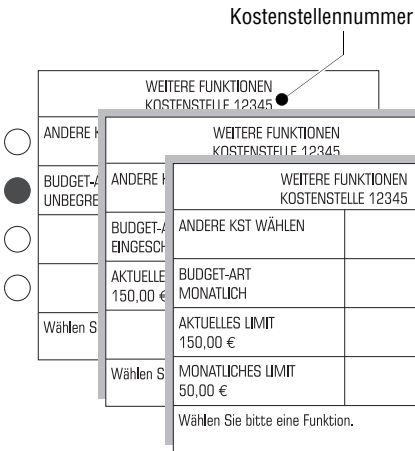 Kostenstellennummer
WEITERE FUNKTIONEN
KOSTENSTELLE 12345
ANDERE K
BUDGET-A
UNBEGRE
Wählen S
WEITERE FUNKTIONEN
KOSTENSTELLE 12345
ANDERE K
BUDGET-A
EINGESCH
AKTUELLE
150,00 €
Wählen S
WEITERE FUNKTIONEN
KOSTENSTELLE 12345
ANDERE KST WÄHLEN
BUDGET-ART
MONATLICH
AKTUELLES LIMIT
150,00 €
MONATLICHES LIMIT
50,00 €
Wählen Sie bitte eine Funktion.